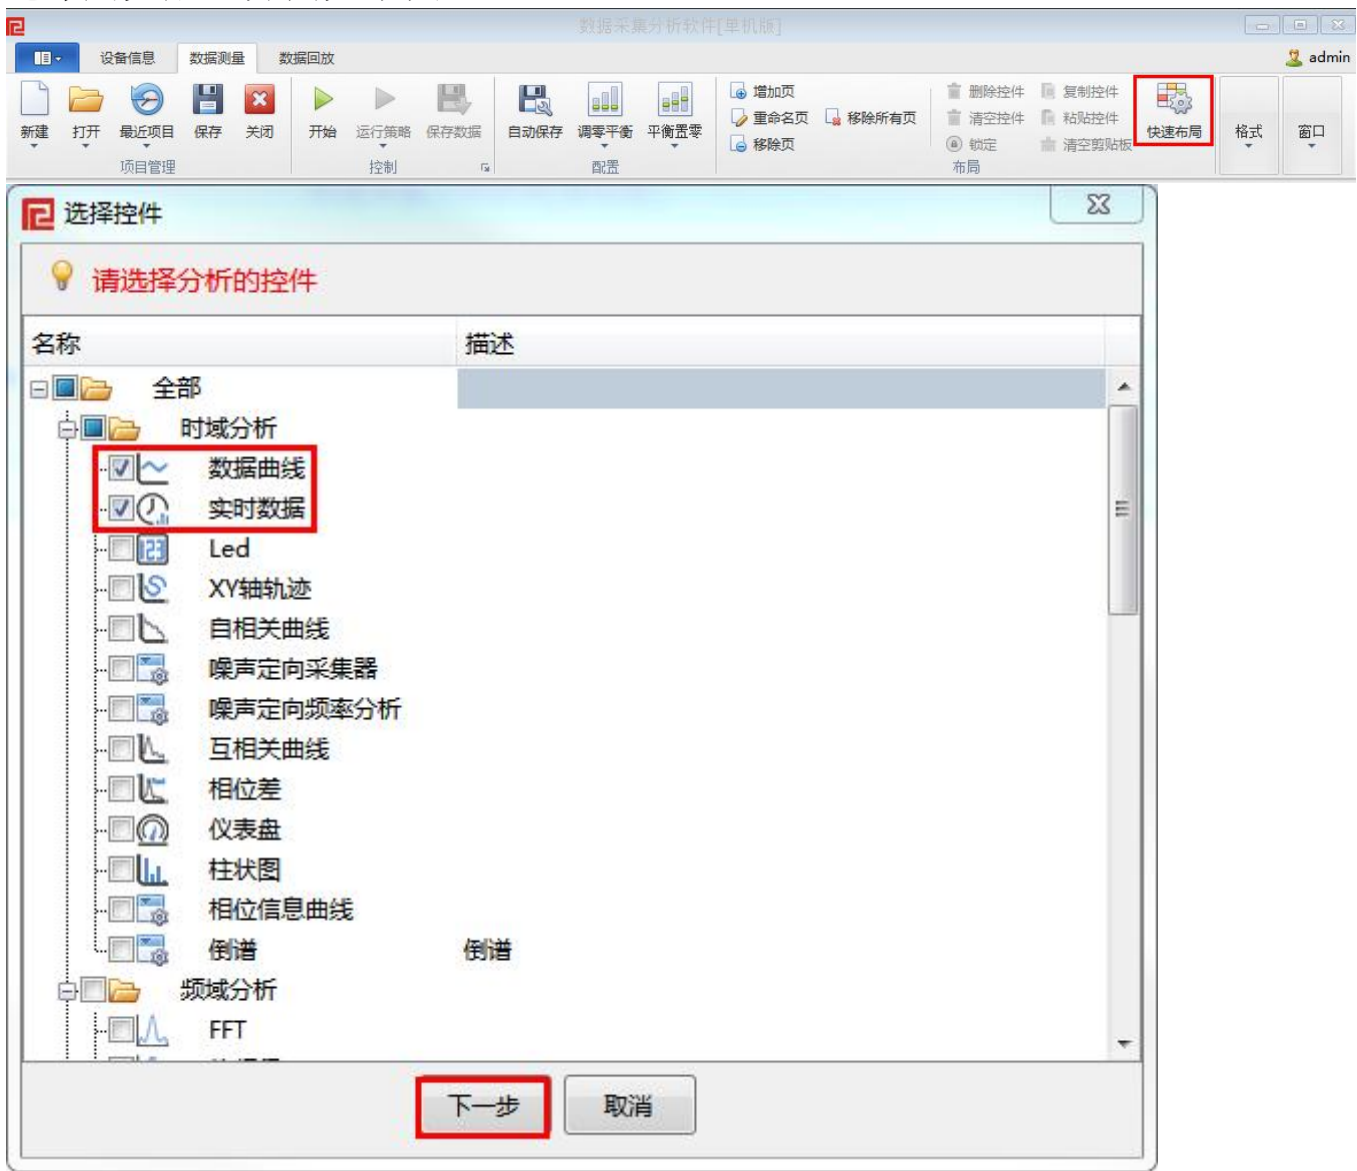 数据采集分析软件[单机版]
设备信息 数据测量 数据回放 admin
新建 打开 最近项目 保存 关闭 开始 运行策略 保存数据 自动保存 调零平衡 平衡置零 增加页 重命名页 移除页 移除所有页 删除控件 清空控件 锁定 复制控件 粘贴控件 清空剪贴板 快速布局 格式 窗口
项目管理 控制 配置 布局
选择控件
请选择分析的控件
名称 描述
全部
时域分析
数据曲线
实时数据
Led
XY轴轨迹
自相关曲线
噪声定向采集器
噪声定向频率分析
互相关曲线
相位差
仪表盘
柱状图
相位信息曲线
倒谱 倒谱
频域分析
FFT
下一步 取消